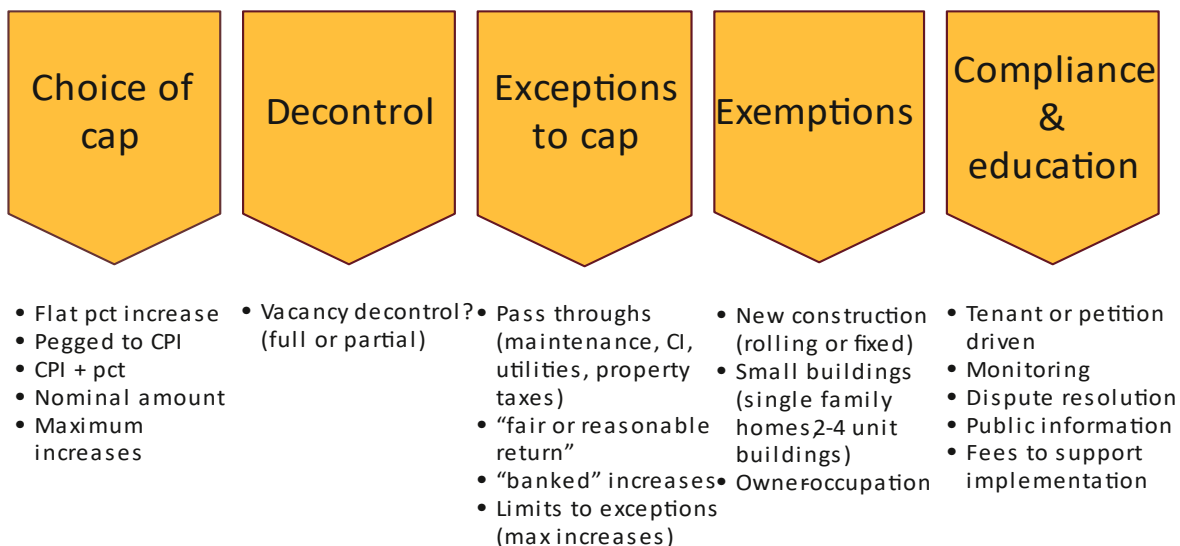 Choice of
cap
Decontrol
Exceptions
to cap
Exemptions
Compliance
&
education
• Flat pct increase
• Pegged to CPI
• CPI + pct
• Nominal amount
• Maximum
increases
• Vacancy decontrol?
(full or partial)
• Pass throughs
(maintenance, CI,
utilities, property
taxes)
• “fair or reasonable
return”
• “banked” increases
• Limits to exceptions
(max increases)
• New construction
(rolling or fixed)
• Small buildings
(single family
homes,2-4 unit
buildings)
• Owner-occupation
• Tenant or petition
driven
• Monitoring
• Dispute resolution
• Public information
• Fees to support
implementation